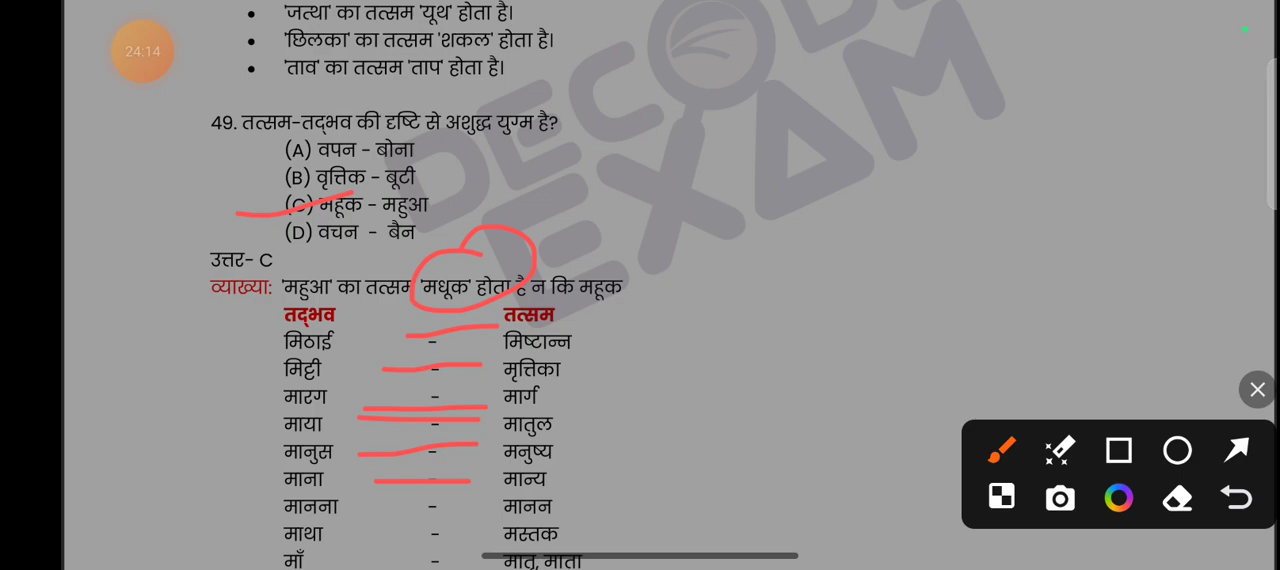 'जत्था' का तत्सम 'यूथ' होता है।
24:14
'छिलका' का तत्सम 'शकल' होता है।
'ताव' का तत्सम 'ताप' होता है।
49. तत्सम-तद्भव की दृष्टि से अशुद्ध युग्म है?
(A) वपन - बोना
(B) वृत्तिक - बूटी
(C) महूक - महुआ
(D) वचन - बैन
उत्तर- C
व्याख्या: 'महुआ' का तत्सम 'मधूक' होता है न कि महूक
तद्भव तत्सम
मिठाई - मिष्टान्न
मिट्टी - मृत्तिका
मारग - मार्ग
माया - मातुल
मानुस - मनुष्य
माना - मान्य
मानना - मानन
माथा - मस्तक
माँ - मातृ, माता
DECODE
EXAM